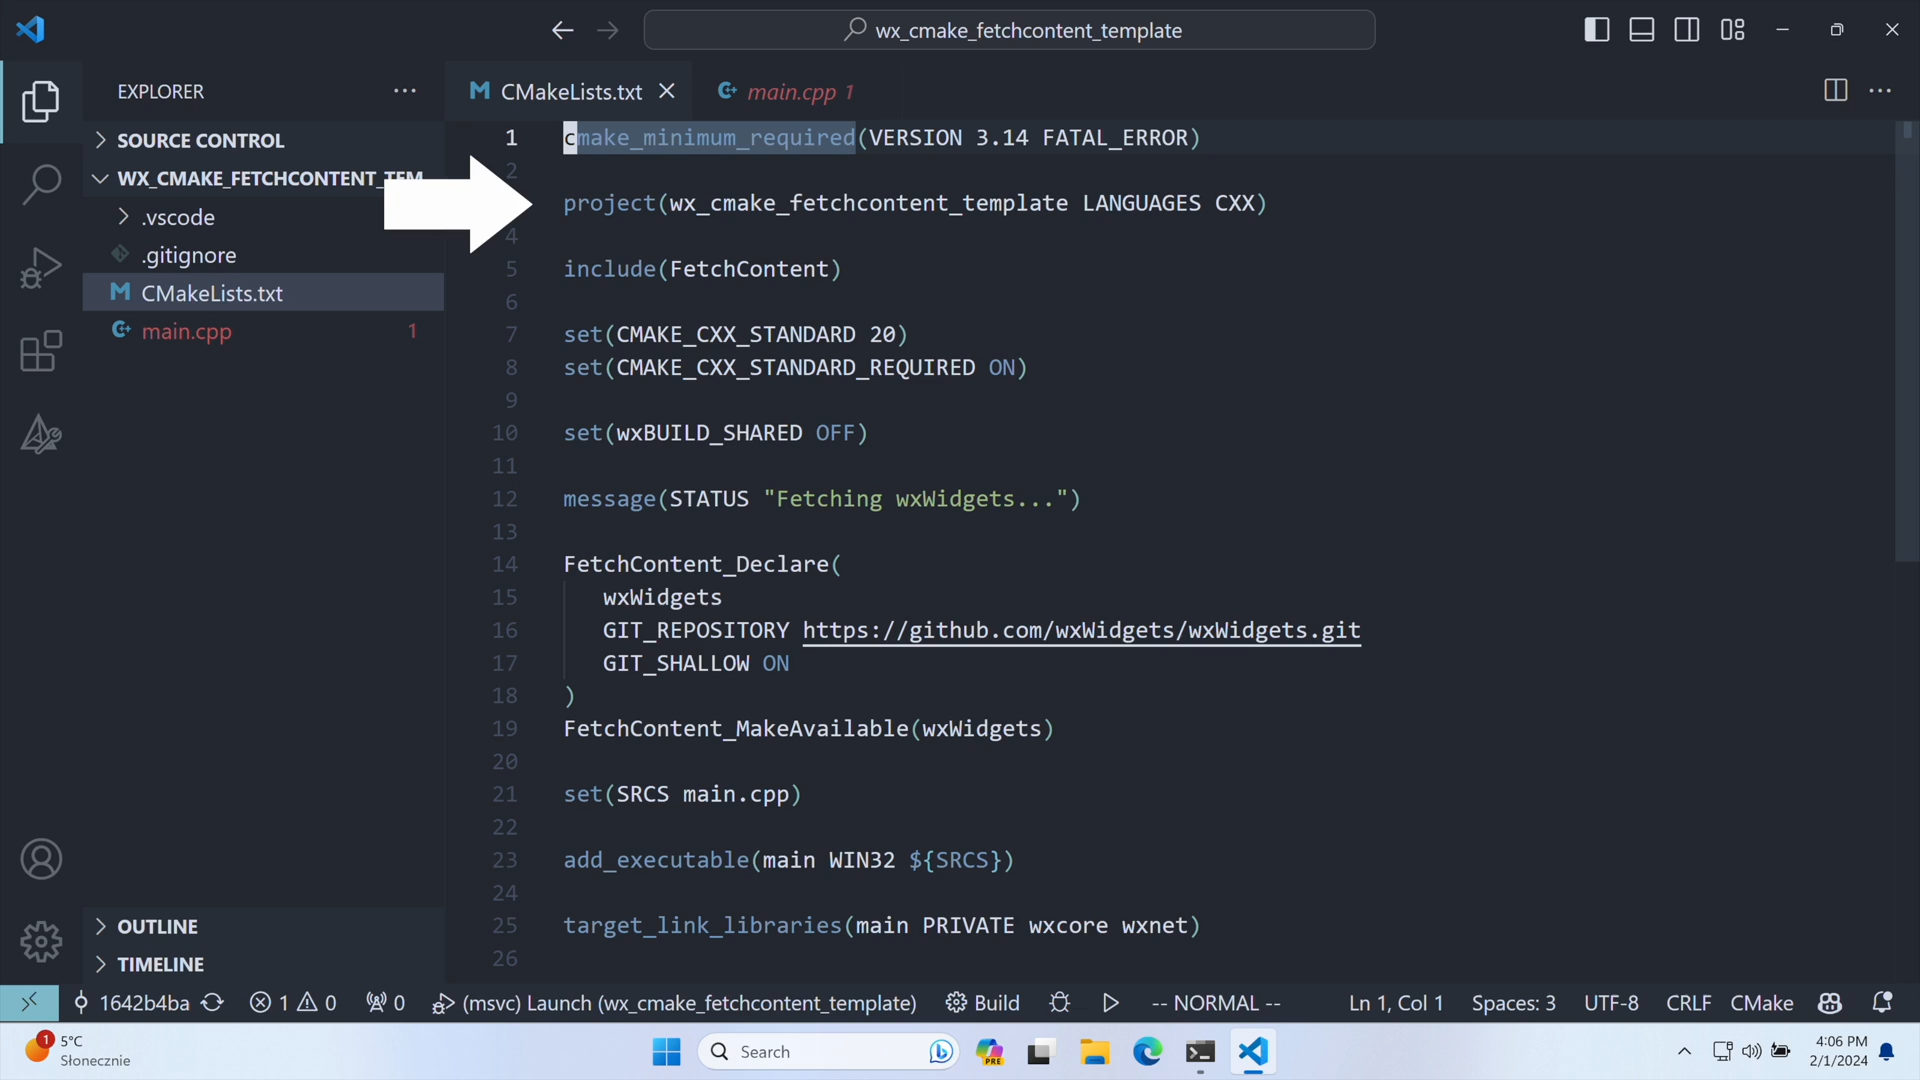 wx_cmake_fetchcontent_template
EXPLORER
SOURCE CONTROL
WX_CMAKE_FETCHCONTENT_TEM...
.vscode
.gitignore
CMakeLists.txt
main.cpp 1
CMakeLists.txt
main.cpp 1
1 cmake_minimum_required(VERSION 3.14 FATAL_ERROR)
2
project(wx_cmake_fetchcontent_template LANGUAGES CXX)
4
5 include(FetchContent)
6
7 set(CMAKE_CXX_STANDARD 20)
8 set(CMAKE_CXX_STANDARD_REQUIRED ON)
9
10 set(wxBUILD_SHARED OFF)
11
12 message(STATUS "Fetching wxWidgets...")
13
14 FetchContent_Declare(
15 wxWidgets
16 GIT_REPOSITORY https://github.com/wxWidgets/wxWidgets.git
17 GIT_SHALLOW ON
18 )
19 FetchContent_MakeAvailable(wxWidgets)
20
21 set(SRCS main.cpp)
22
23 add_executable(main WIN32 ${SRCS})
24
25 target_link_libraries(main PRIVATE wxcore wxnet)
26
OUTLINE
TIMELINE
1642b4ba 1 0 0 (msvc) Launch (wx_cmake_fetchcontent_template) Build -- NORMAL -- Ln 1, Col 1 Spaces: 3 UTF-8 CRLF CMake
1 5°C
Słonecznie
Search
PRE
4:06 PM
2/1/2024